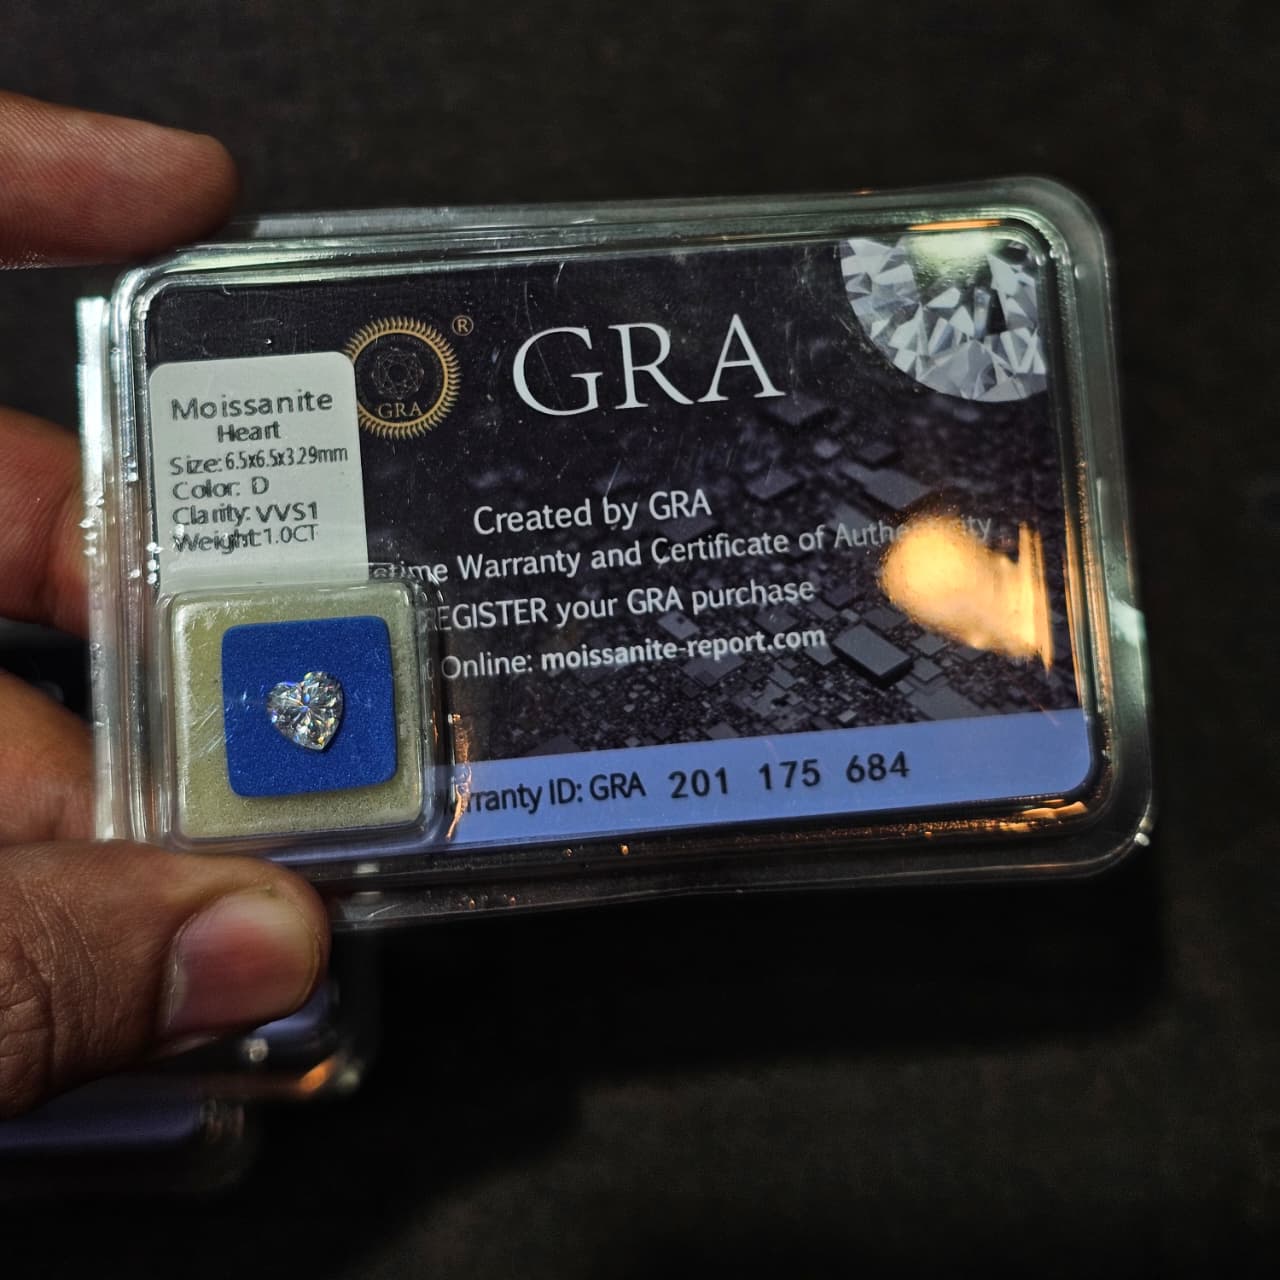 Moissanite
Heart
Size: 6.5x6.5x3.29mm
Color: D
Clarity: VVS1
Weight:1.0CT
GRA
®
GRA
Created by GRA
Warranty and Certificate of
REGISTER your GRA purchase
Online: moissanite-report.com
ID: GRA 201 175 684